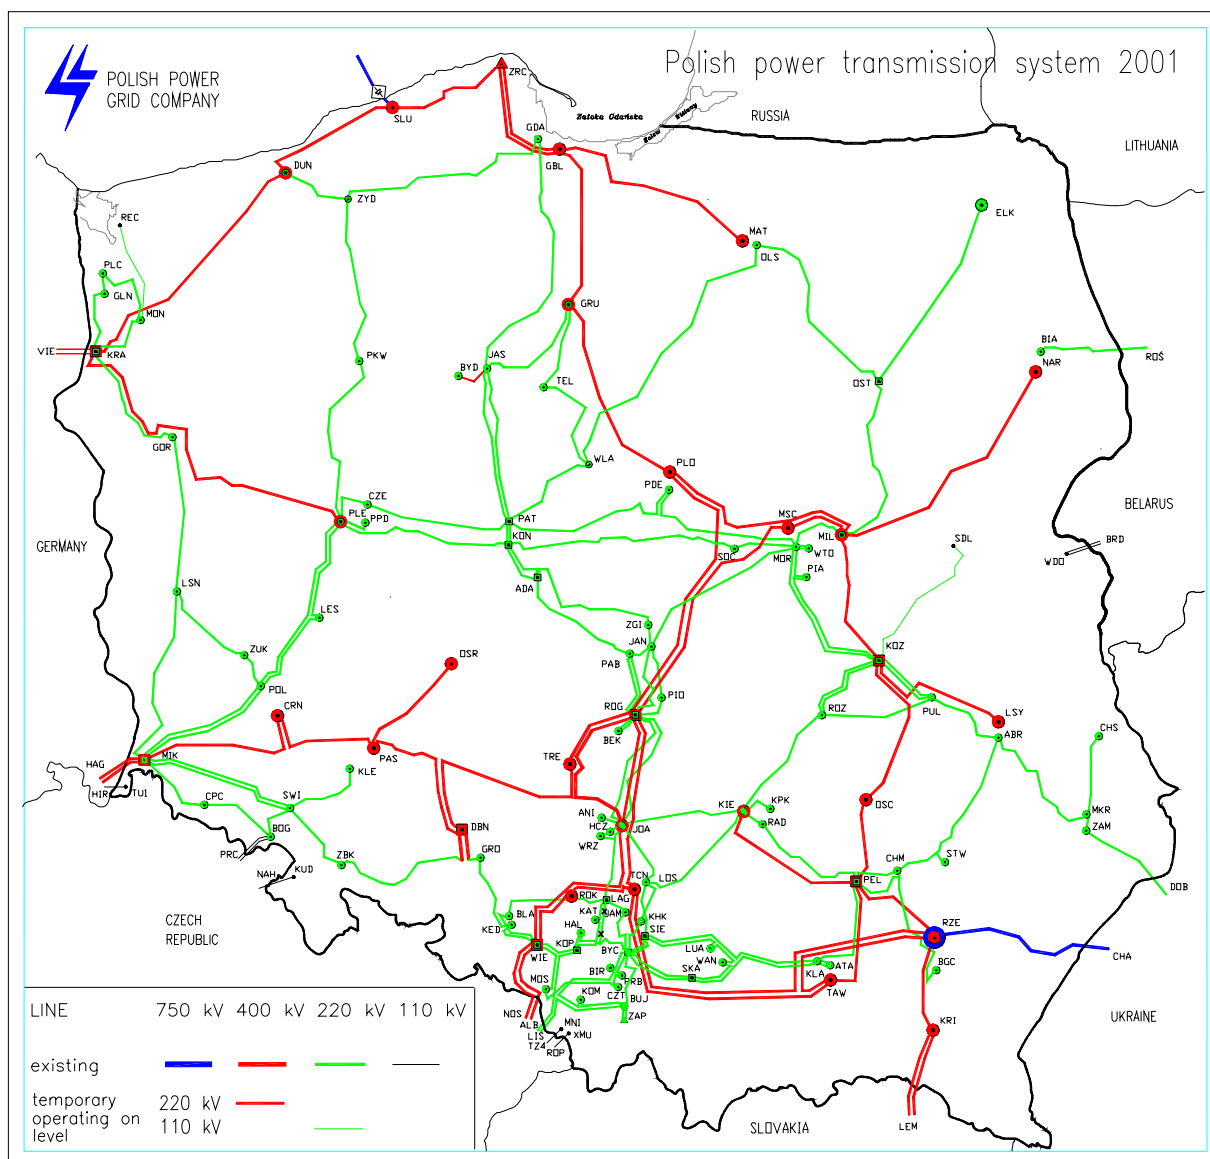 Polish power transmission system 2001
POLISH POWER
GRID COMPANY
ZRC
SLU
Zatoka Gdańska
Zalew Wiślany
RUSSIA
LITHUANIA
GDA
GBL
DUN
ZYD
REC
ELK
MAT
OLS
PLC
GLN
MON
GRU
VIE
KRA
PKW
JAS
BYD
TEL
BIA
ROŚ
NAR
OST
GOR
WLA
PLO
PDE
CZE
PLE
PPD
PAT
KON
MSC
MIL
BELARUS
GERMANY
SOC
MOR
WTO
SDL
BRD
WDO
PIA
ADA
LSN
LES
ZGI
JAN
PAB
KOZ
ZUK
OSR
POL
PIO
CRN
ROG
ROZ
PUL
LSY
ABR
CHS
BEK
MIK
PAS
HAG
TRE
KLE
HIR
TUI
CPC
SWI
OSC
KIE
KPK
RAD
ANI
HCZ
JOA
WRZ
MKR
ZAM
BOG
DBN
PRC
ZBK
GRO
NAH
KUD
CHM
STW
PEL
DOB
TCN
LOS
ROK
LAG
KAT
JAM
KHK
BLA
KED
HAL
SIE
CZECH
REPUBLIC
RZE
CHA
WIE
KOP
BYC
LUA
WAN
KLA
ATA
BGC
SKA
BIR
PRB
MOS
KOM
CZT
BUJ
TAW
NOS
ALB
LIS
TZ4
MNI
XMU
ROP
ZAP
KRI
UKRAINE
LEM
SLOVAKIA
LINE 750 kV 400 kV 220 kV 110 kV
existing
temporary
operating on
level
220 kV
110 kV